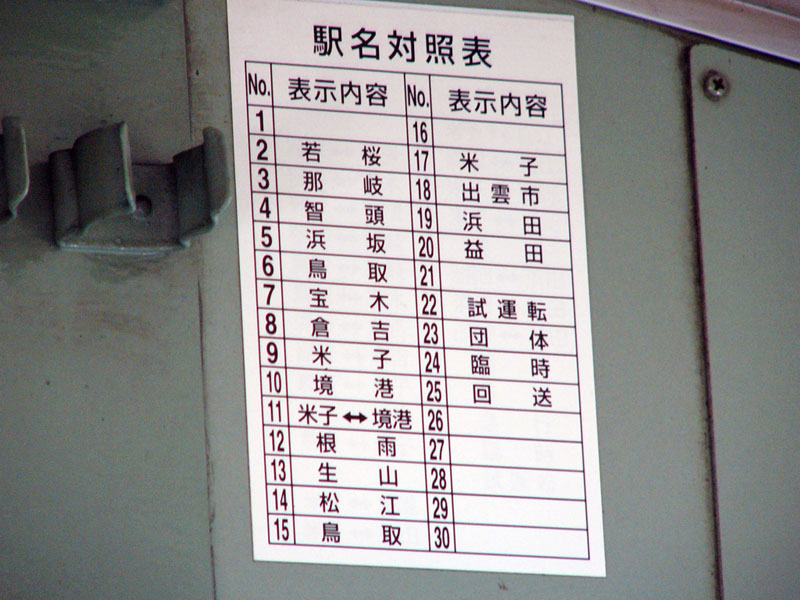 駅名対照表
No. 表示内容 No. 表示内容
1 16
2 若桜 17 米子
3 那岐 18 出雲市
4 智頭 19 浜田
5 浜坂 20 益田
6 鳥取 21
7 宝木 22 試運転
8 倉吉 23 団体
9 米子 24 臨時
10 境港 25 回送
11 米子↔境港 26
12 根雨 27
13 生山 28
14 松江 29
15 鳥取 30